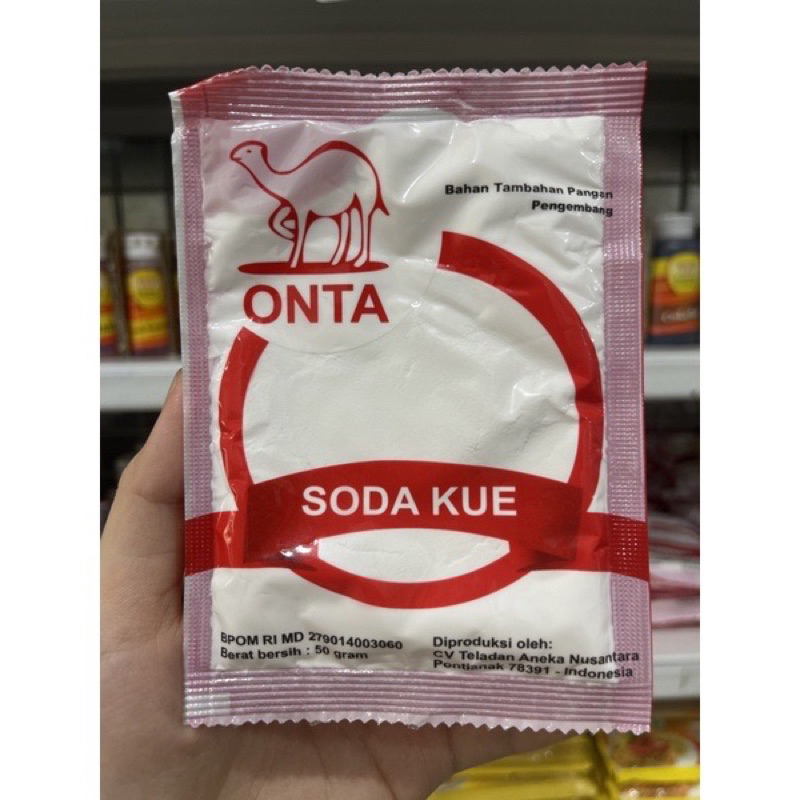 Bahan Tambahan Pangan
Pengembang
ONTA
SODA KUE
BPOM RI MD 279014003060
Berat bersih : 50 gram
Diproduksi oleh:
CV Teladan Aneka Nusantara
Pontianak 78391 - Indonesia